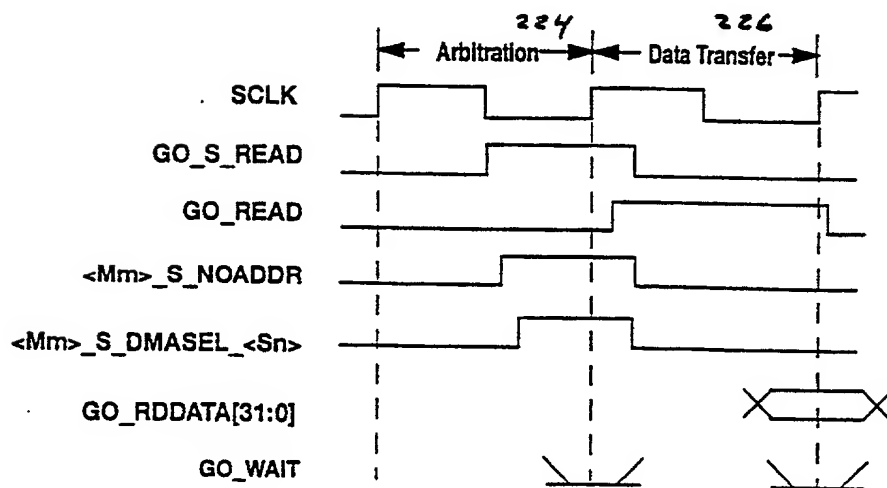 224 226
Arbitration Data Transfer
SCLK
GO_S_READ
GO_READ
<Mm>_S_NOADDR
<Mm>_S_DMASEL_<Sn>
GO_RDDATA[31:0]
GO_WAIT